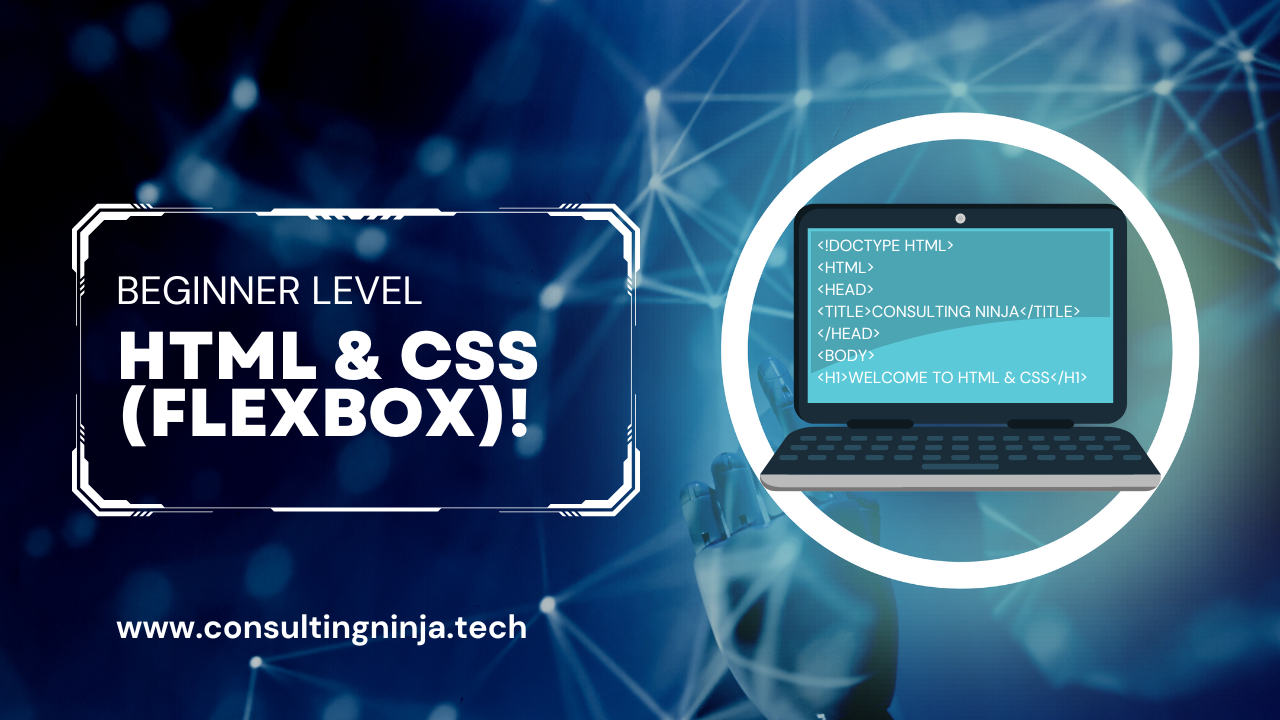 BEGINNER LEVEL
HTML & CSS
(FLEXBOX)!
www.consultingninja.tech
<!DOCTYPE HTML>
<HTML>
<HEAD>
<TITLE>CONSULTING NINJA</TITLE>
</HEAD>
<BODY>
<H1>WELCOME TO HTML & CSS</H1>